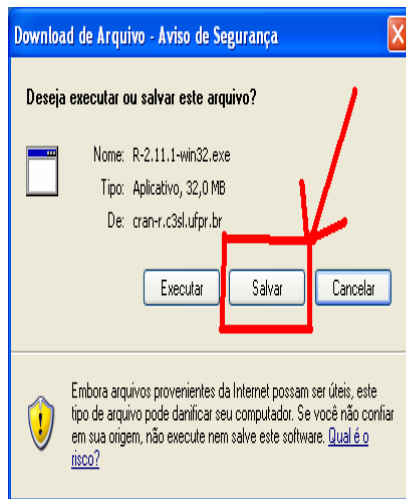 Download de Arquivo - Aviso de Segurança
Deseja executar ou salvar este arquivo?
Nome: R-2.11.1-win32.exe
Tipo: Aplicativo, 32,0 MB
De: cran-r.c3sl.ufpr.br
Executar Salvar Cancelar
Embora arquivos provenientes da Internet possam ser úteis, este
tipo de arquivo pode danificar seu computador. Se você não confiar
em sua origem, não execute nem salve este software. Qual é o
risco?